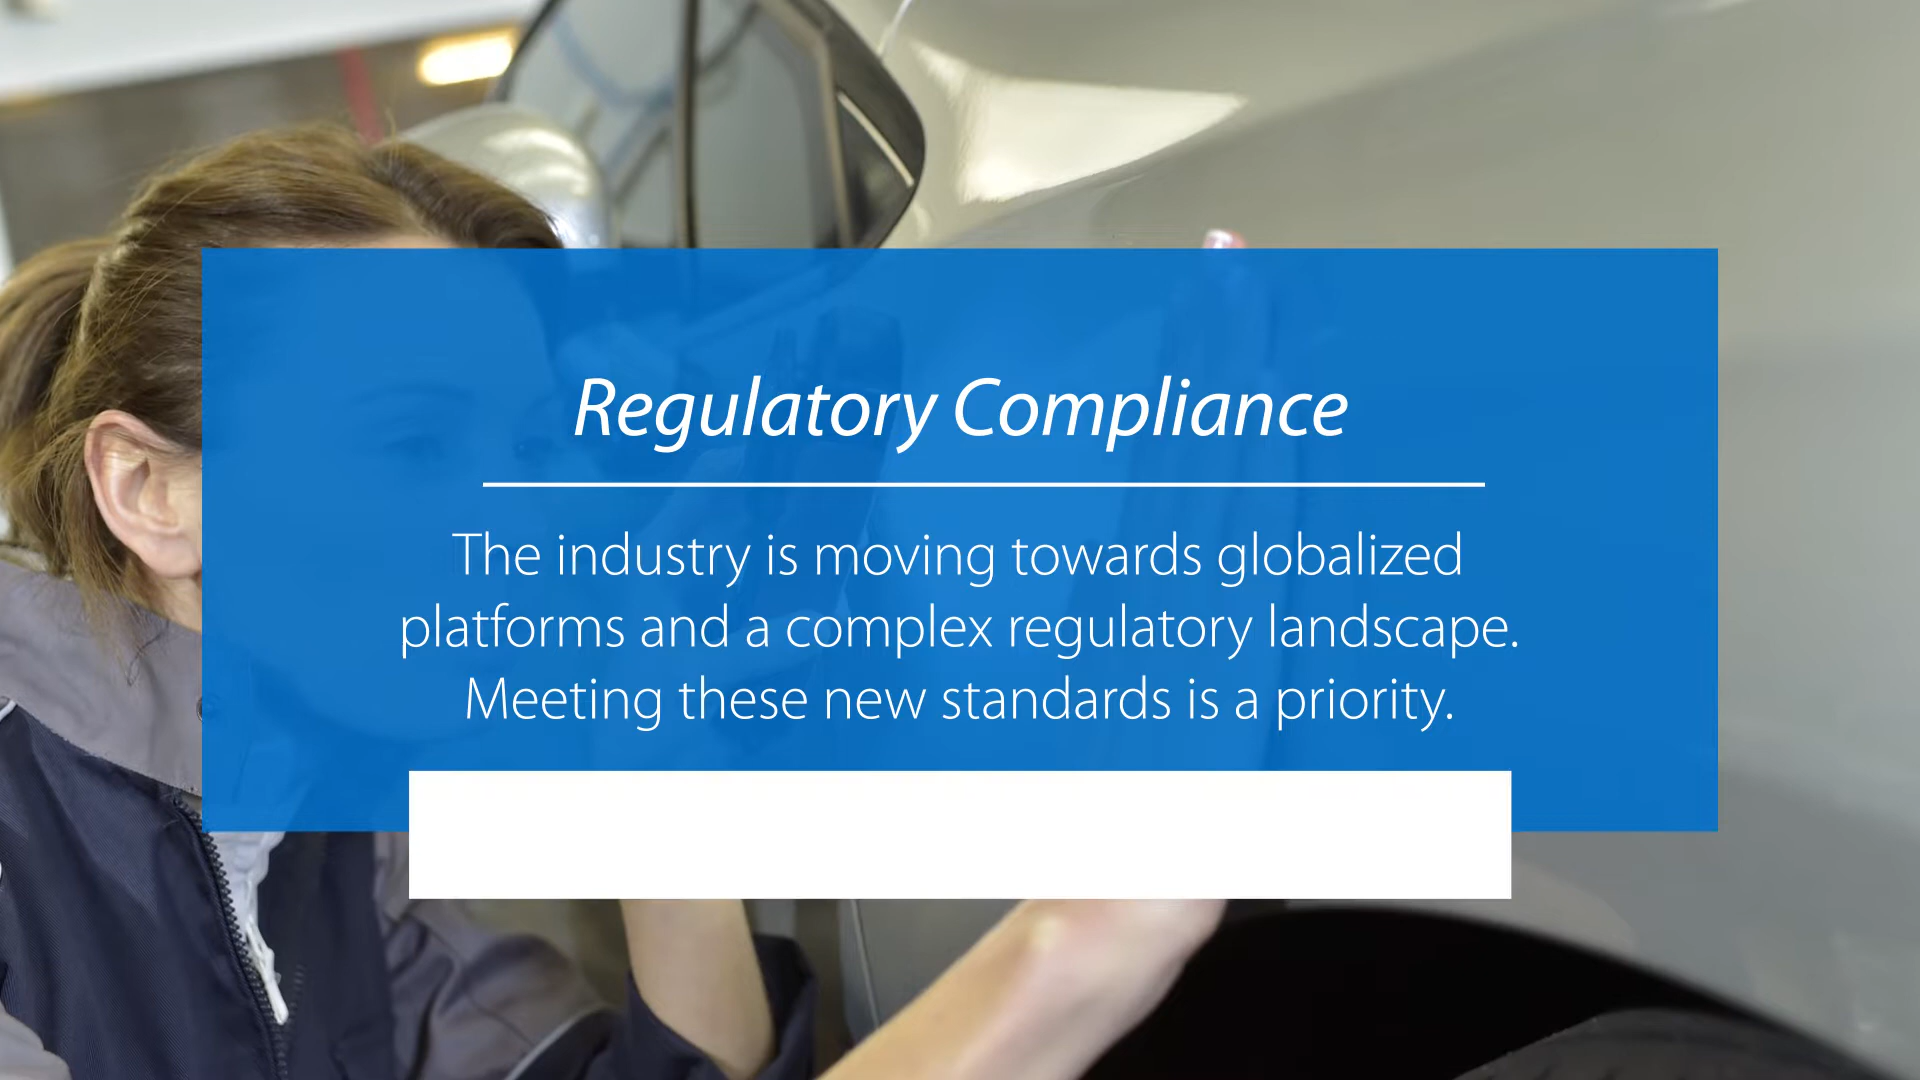 Regulatory Compliance
The industry is moving towards globalized
platforms and a complex regulatory landscape.
Meeting these new standards is a priority.